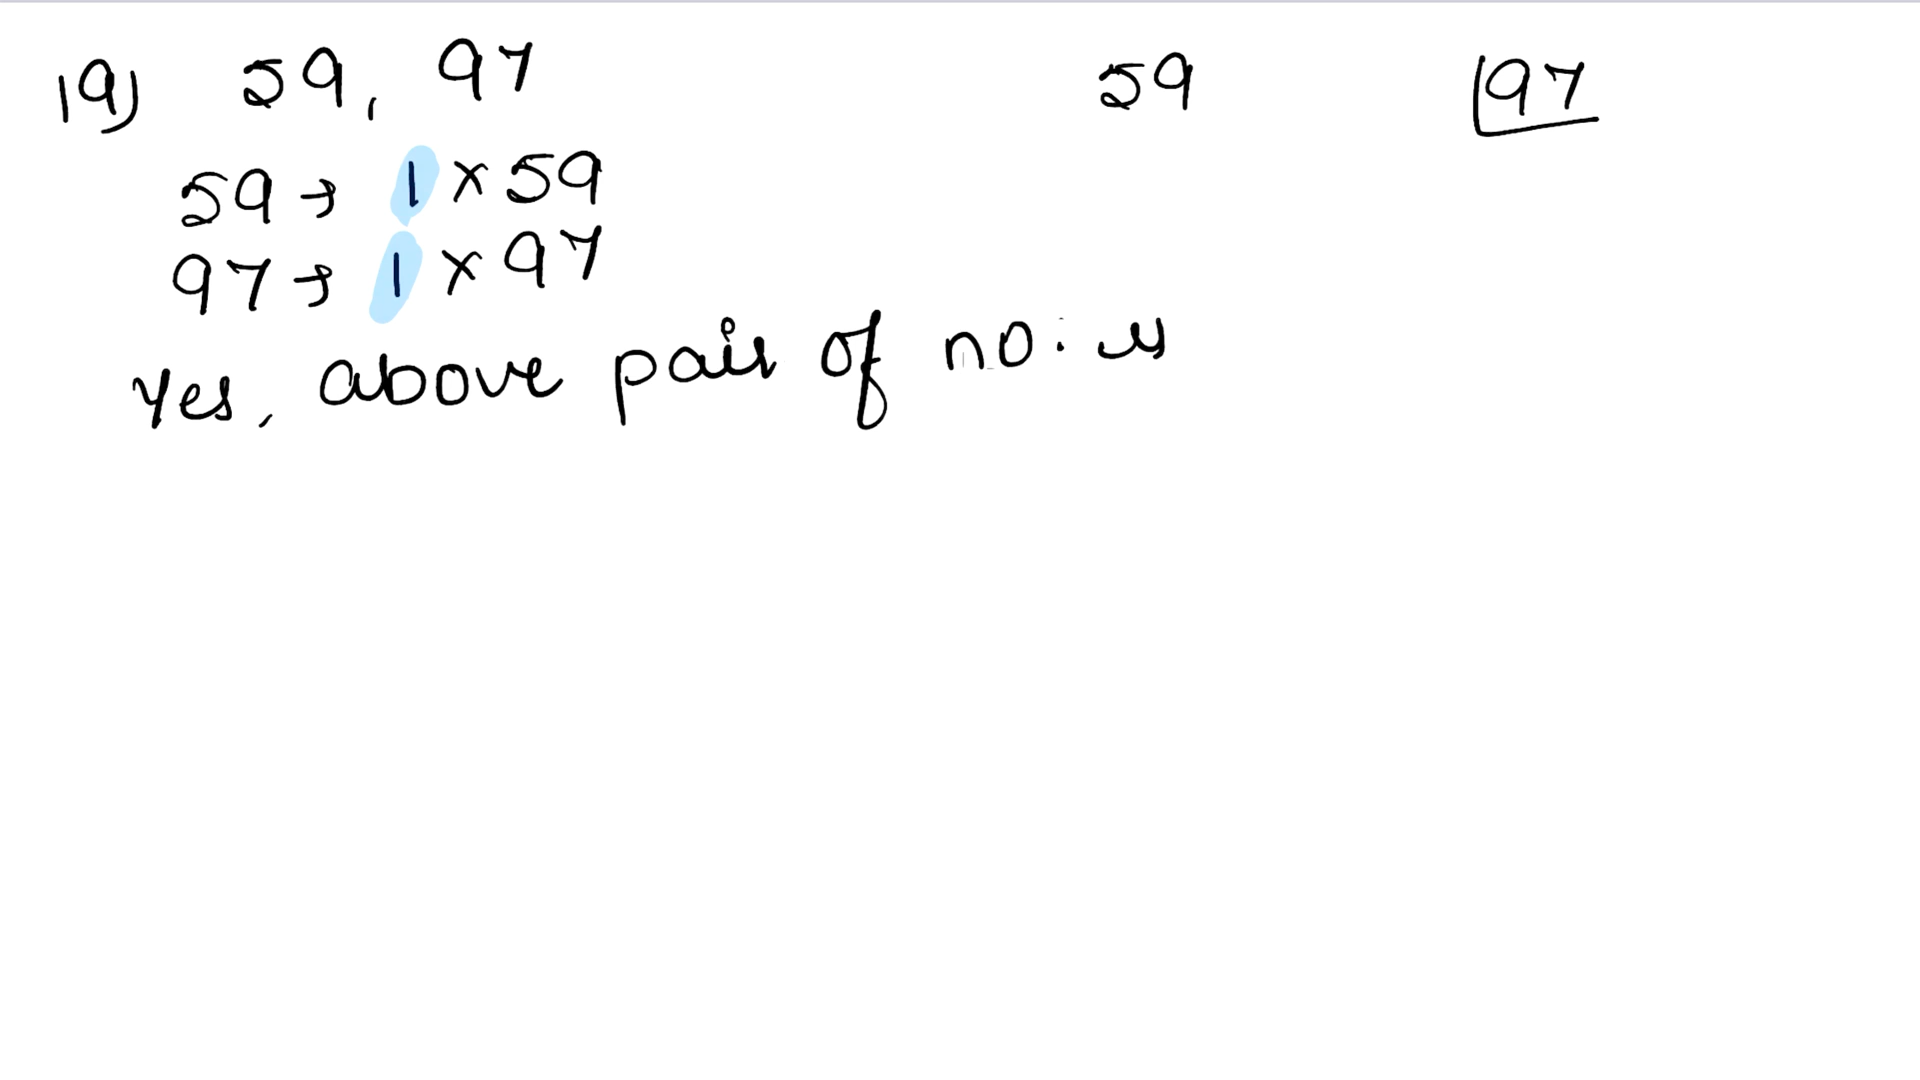 19) 59, 97
59 → 1 × 59
97 → 1 × 97
Yes, above pair of no: is
59
97